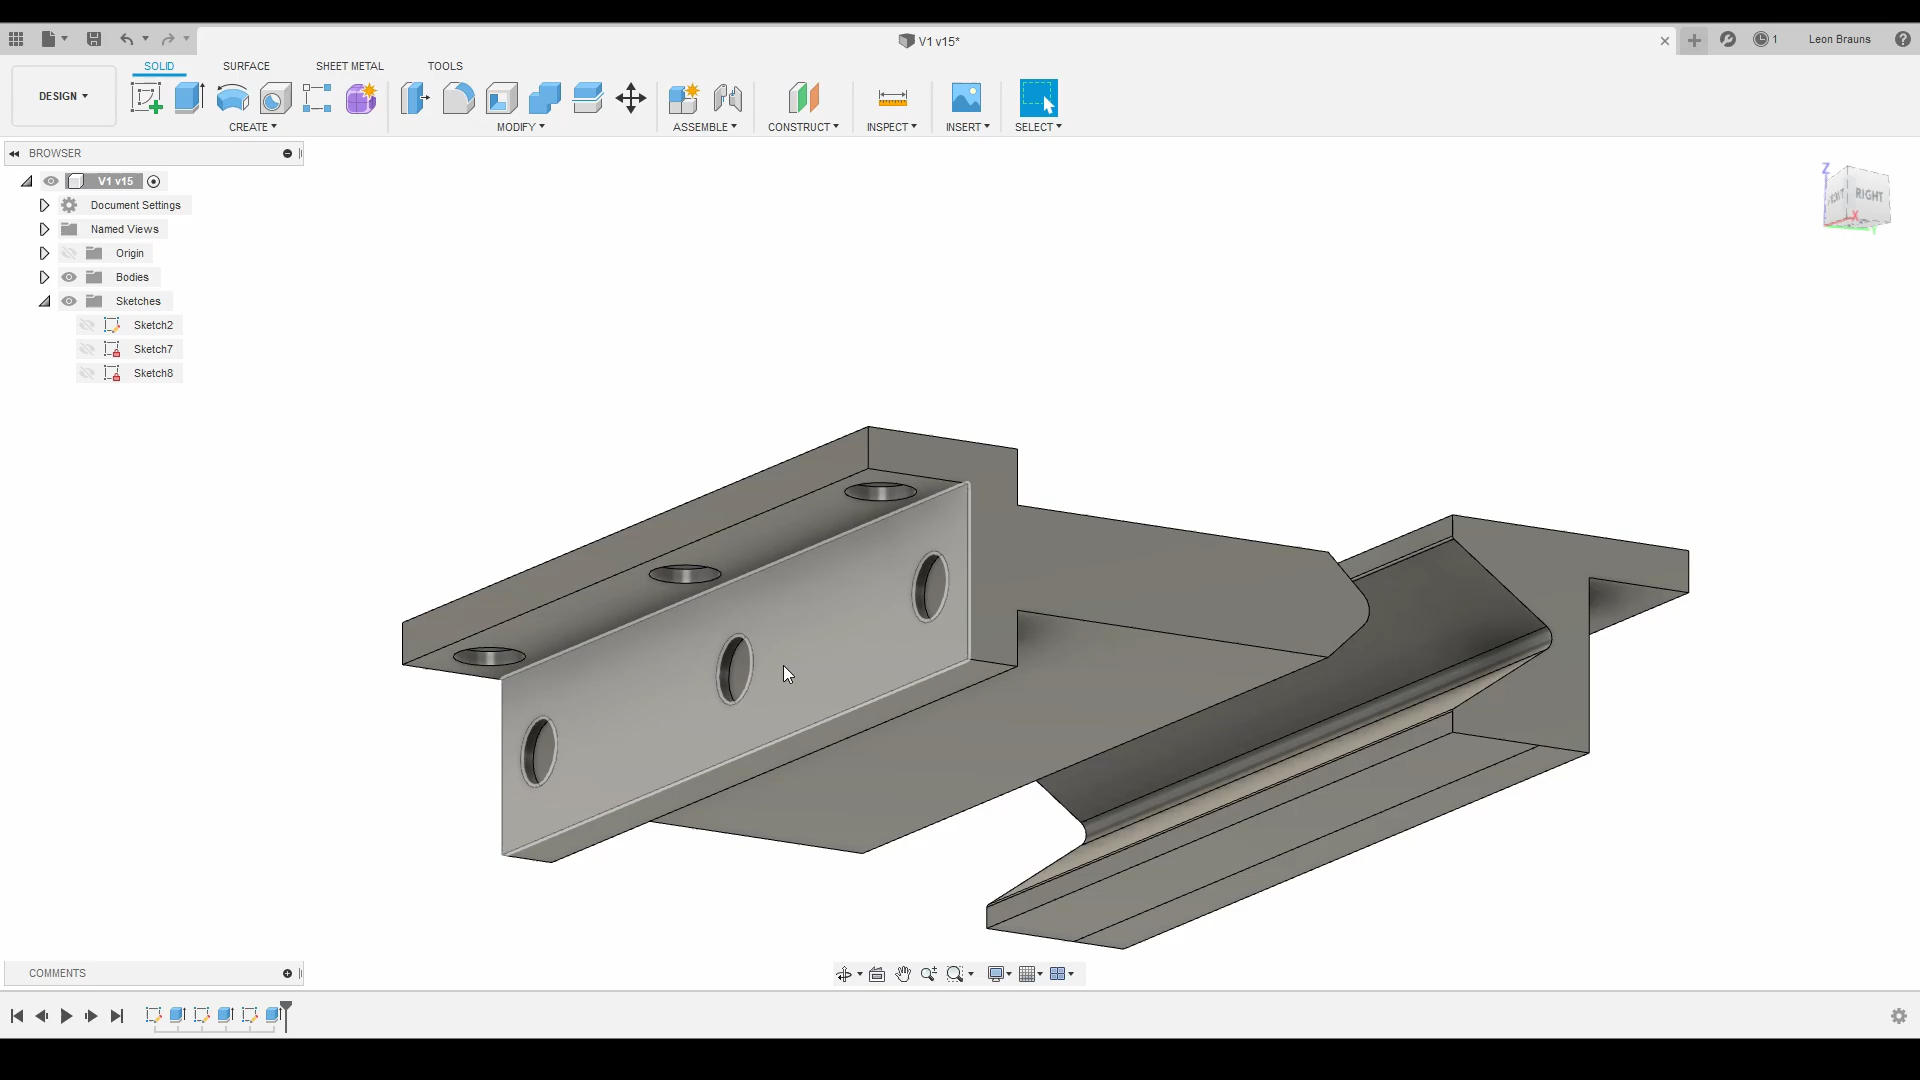 V1 v15*
1
Leon Brauns
SOLID
SURFACE
SHEET METAL
TOOLS
DESIGN
CREATE
MODIFY
ASSEMBLE
CONSTRUCT
INSPECT
INSERT
SELECT
BROWSER
V1 v15
Document Settings
Named Views
Origin
Bodies
Sketches
Sketch2
Sketch7
Sketch8
Z
RIGHT
X
Y
COMMENTS